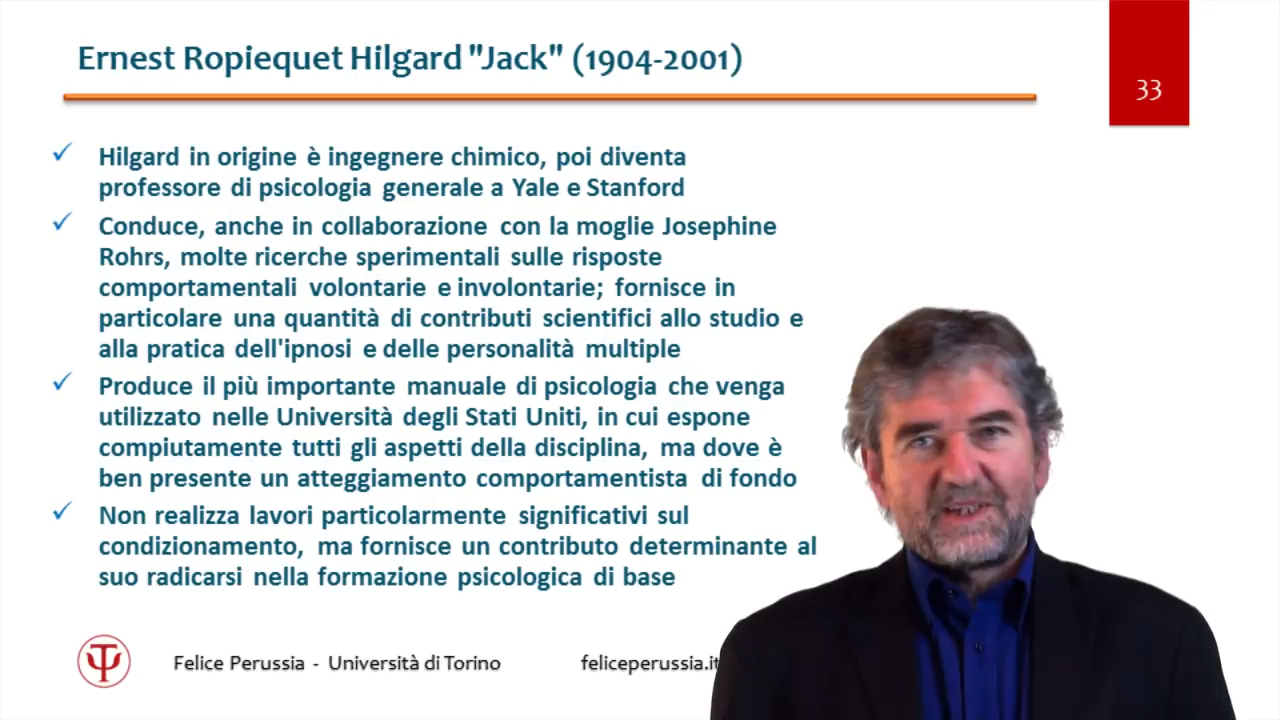 Ernest Ropiequet Hilgard "Jack" (1904-2001)
33
Hilgard in origine è ingegnere chimico, poi diventa
professore di psicologia generale a Yale e Stanford
Conduce, anche in collaborazione con la moglie Josephine
Rohrs, molte ricerche sperimentali sulle risposte
comportamentali volontarie e involontarie; fornisce in
particolare una quantità di contributi scientifici allo studio e
alla pratica dell'ipnosi e delle personalità multiple
Produce il più importante manuale di psicologia che venga
utilizzato nelle Università degli Stati Uniti, in cui espone
compiutamente tutti gli aspetti della disciplina, ma dove è
ben presente un atteggiamento comportamentista di fondo
Non realizza lavori particolarmente significativi sul
condizionamento, ma fornisce un contributo determinante al
suo radicarsi nella formazione psicologica di base
Felice Perussia - Università di Torino
feliceperussia.it